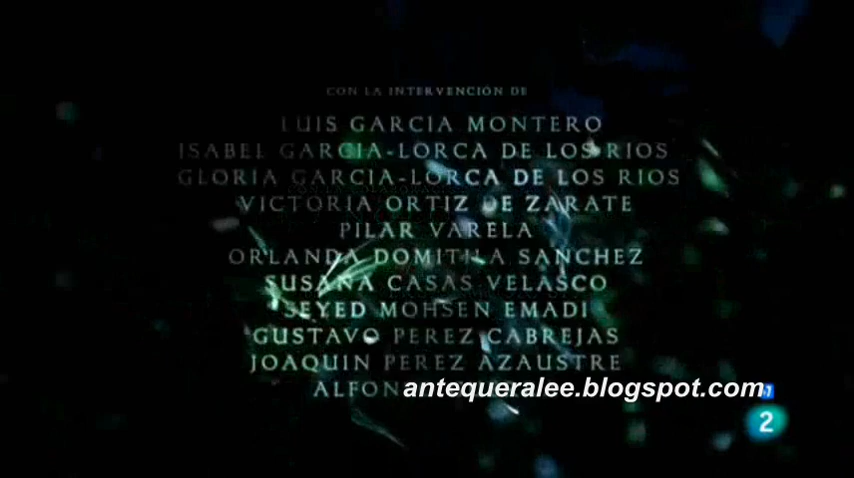 CON LA INTERVENCIÓN DE
LUIS GARCIA MONTERO
ISABEL GARCIA-LORCA DE LOS RIOS
GLORIA GARCIA-LORCA DE LOS RIOS
VICTORIA ORTIZ DE ZARATE
PILAR VARELA
ORLANDA DOMITILA SANCHEZ
SUSANA CASAS VELASCO
SEYED MOHSEN EMADI
GUSTAVO PEREZ CABREJAS
JOAQUIN PEREZ AZAUSTRE
antequeralee.blogspot.com
2